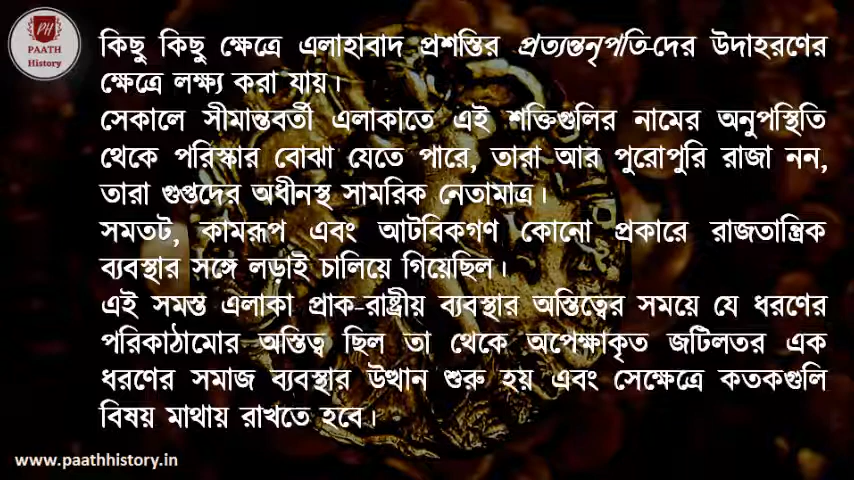 PH
PAATH
History
কিছু কিছু ক্ষেত্রে এলাহাবাদ প্রশস্তির প্রত্যন্তনৃপতি-দের উদাহরণের
ক্ষেত্রে লক্ষ্য করা যায়।
সেকালে সীমান্তবর্তী এলাকাতে এই শক্তিগুলির নামের অনুপস্থিতি
থেকে পরিস্কার বোঝা যেতে পারে, তারা আর পুরোপুরি রাজা নন,
তারা গুপ্তদের অধীনস্থ সামরিক নেতামাত্র।
সমতট, কামরূপ এবং আটবিকগণ কোনো প্রকারে রাজতান্ত্রিক
ব্যবস্থার সঙ্গে লড়াই চালিয়ে গিয়েছিল।
এই সমস্ত এলাকা প্রাক-রাষ্ট্রীয় ব্যবস্থার অস্তিত্বের সময়ে যে ধরণের
পরিকাঠামোর অস্তিত্ব ছিল তা থেকে অপেক্ষাকৃত জটিলতর এক
ধরণের সমাজ ব্যবস্থার উত্থান শুরু হয় এবং সেক্ষেত্রে কতকগুলি
বিষয় মাথায় রাখতে হবে।
www.paathhistory.in